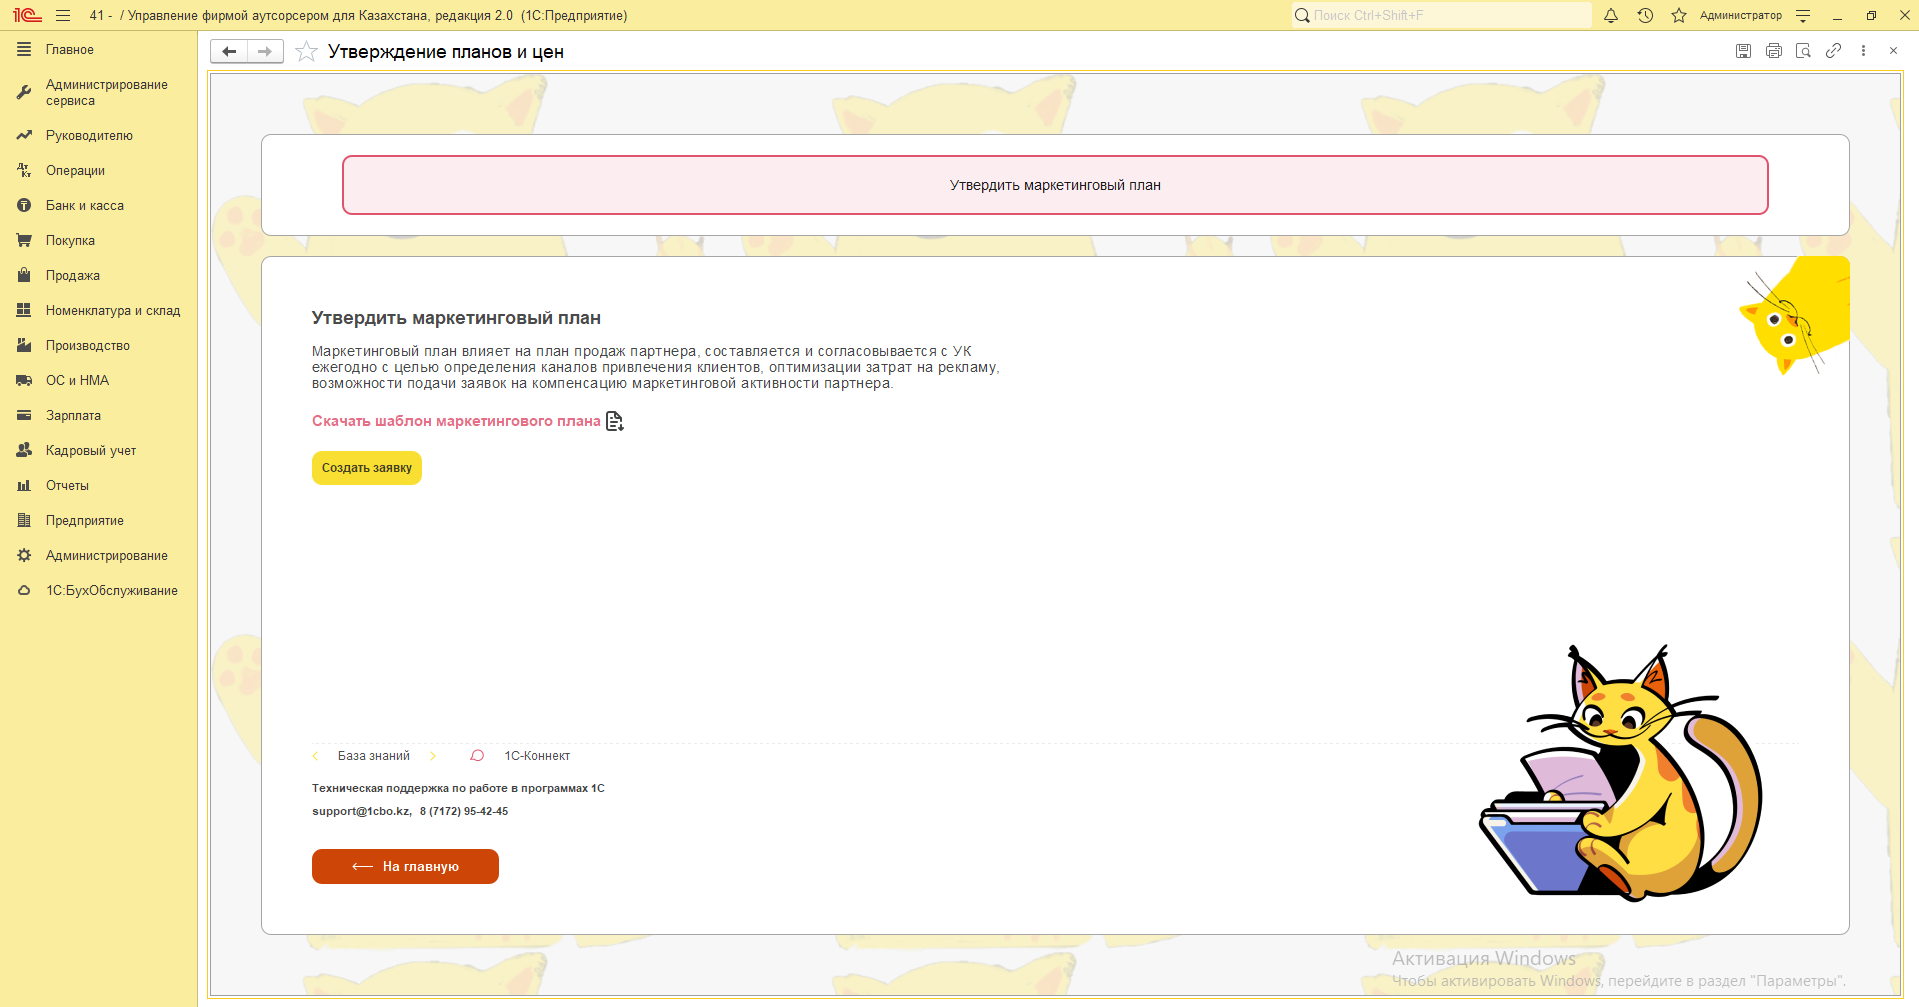 1С 41 - / Управление фирмой аутсорсером для Казахстана, редакция 2.0 (1С:Предприятие)
Поиск Ctrl+Shift+F
Администратор
Главное
Администрирование
сервиса
Руководителю
Дт Кт Операции
Банк и касса
Покупка
Продажа
Номенклатура и склад
Производство
ОС и НМА
Зарплата
Кадровый учет
Отчеты
Предприятие
Администрирование
1С:БухОбслуживание
Утверждение планов и цен
Утвердить маркетинговый план
Утвердить маркетинговый план
Маркетинговый план влияет на план продаж партнера, составляется и согласовывается с УК
ежегодно с целью определения каналов привлечения клиентов, оптимизации затрат на рекламу,
возможности подачи заявок на компенсацию маркетинговой активности партнера.
Скачать шаблон маркетингового плана
Создать заявку
База знаний
1С-Коннект
Техническая поддержка по работе в программах 1С
support@1cbo.kz, 8 (7172) 95-42-45
На главную
Активация Windows
Чтобы активировать Windows, перейдите в раздел "Параметры".